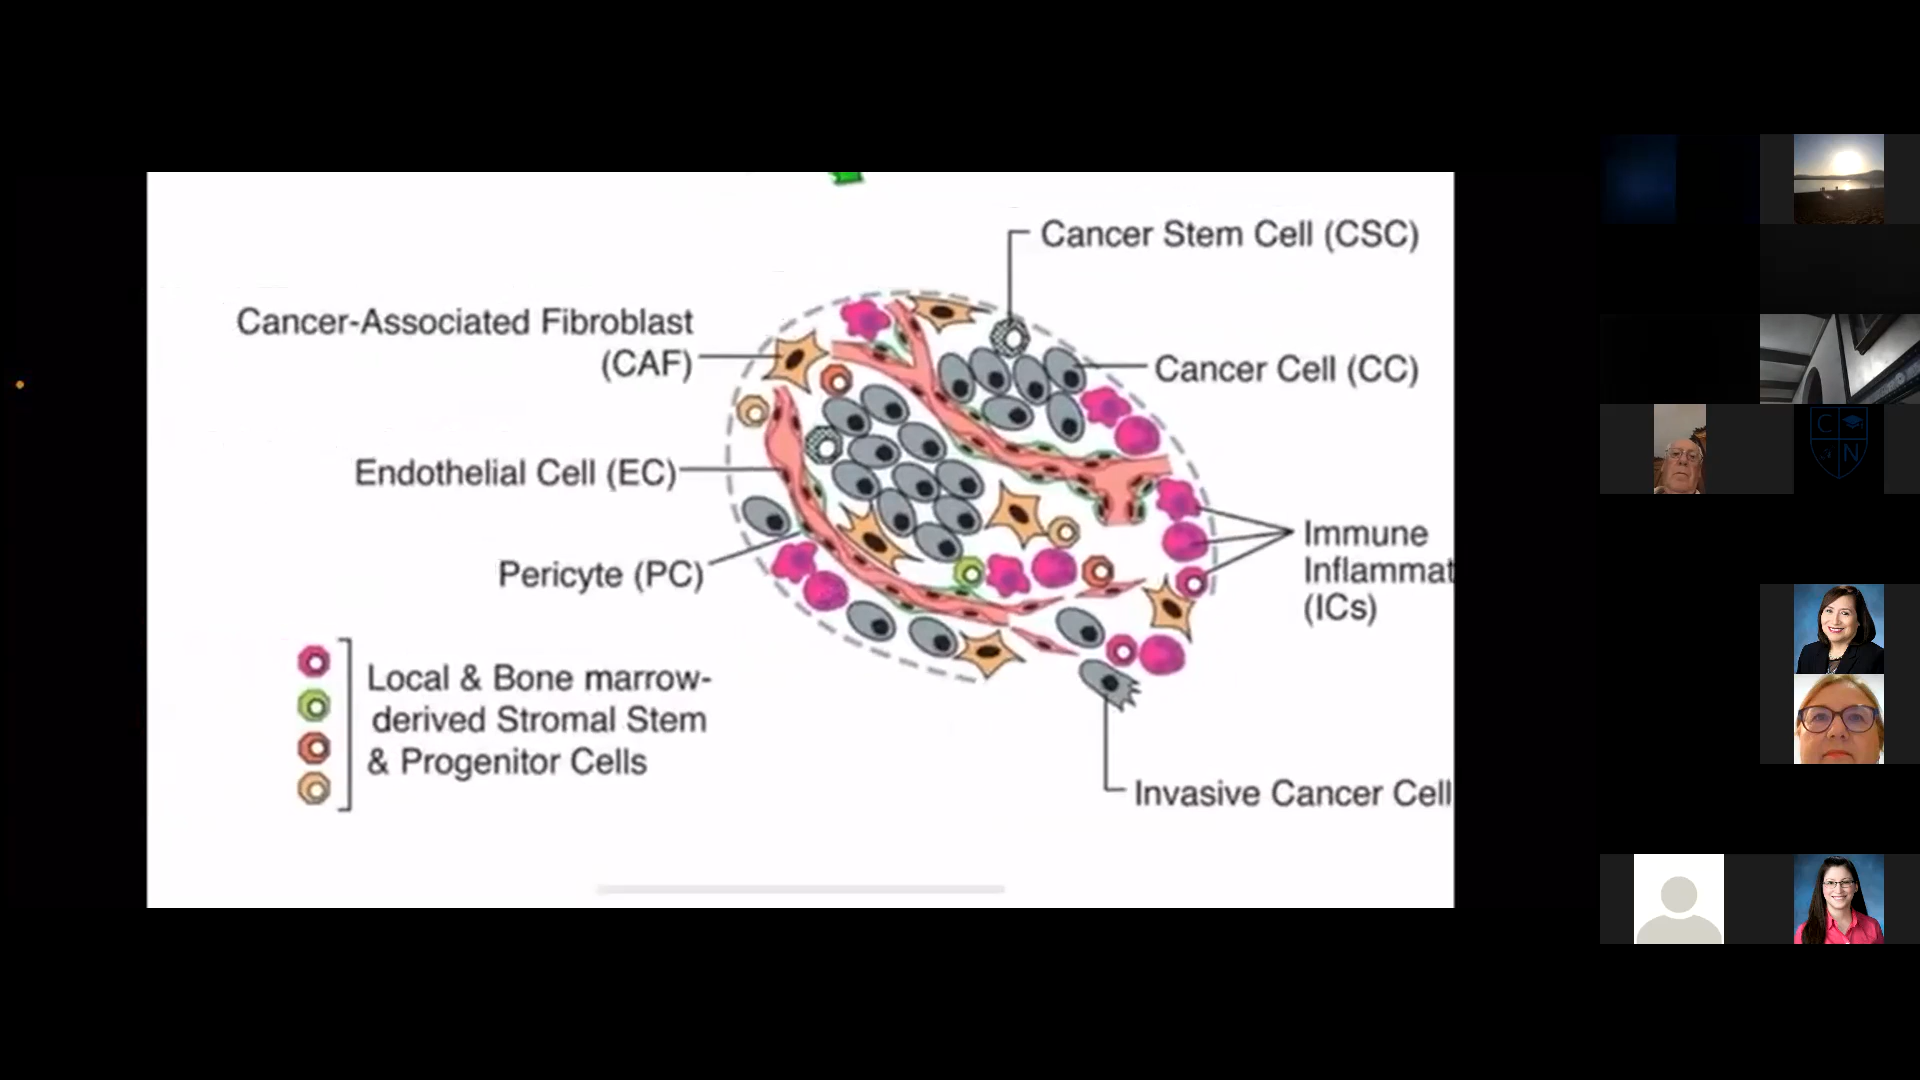 Cancer Stem Cell (CSC)
Cancer-Associated Fibroblast
(CAF)
Cancer Cell (CC)
Endothelial Cell (EC)
Immune
Inflammat
(ICs)
Pericyte (PC)
Local & Bone marrow-
derived Stromal Stem
& Progenitor Cells
Invasive Cancer Cell
C
N